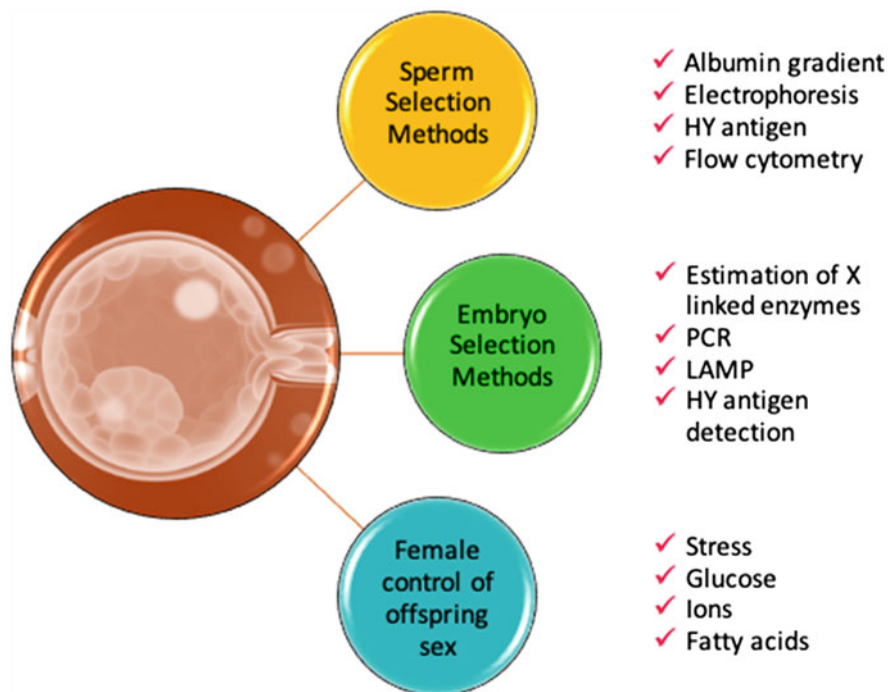 Sperm
Selection
Methods
Albumin gradient
Electrophoresis
HY antigen
Flow cytometry
Embryo
Selection
Methods
Estimation of X
linked enzymes
PCR
LAMP
HY antigen
detection
Female
control of
offspring
sex
Stress
Glucose
Ions
Fatty acids